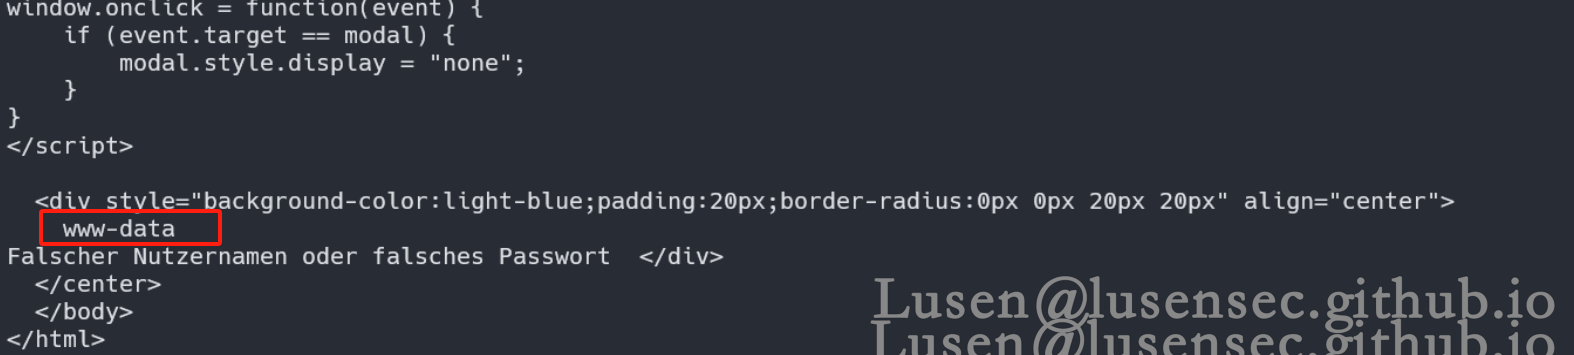 window.onclick = function(event) {
    if (event.target == modal) {
        modal.style.display = "none";
    }
}
</script>
  <div style="background-color:light-blue;padding:20px;border-radius:0px 0px 20px 20px" align="center">
    www-data
Falscher Nutzernamen oder falsches Passwort  </div>
  </center>
  </body>
</html>
Lusen@lusensec.github.io
Lusen@lusensec.github.io